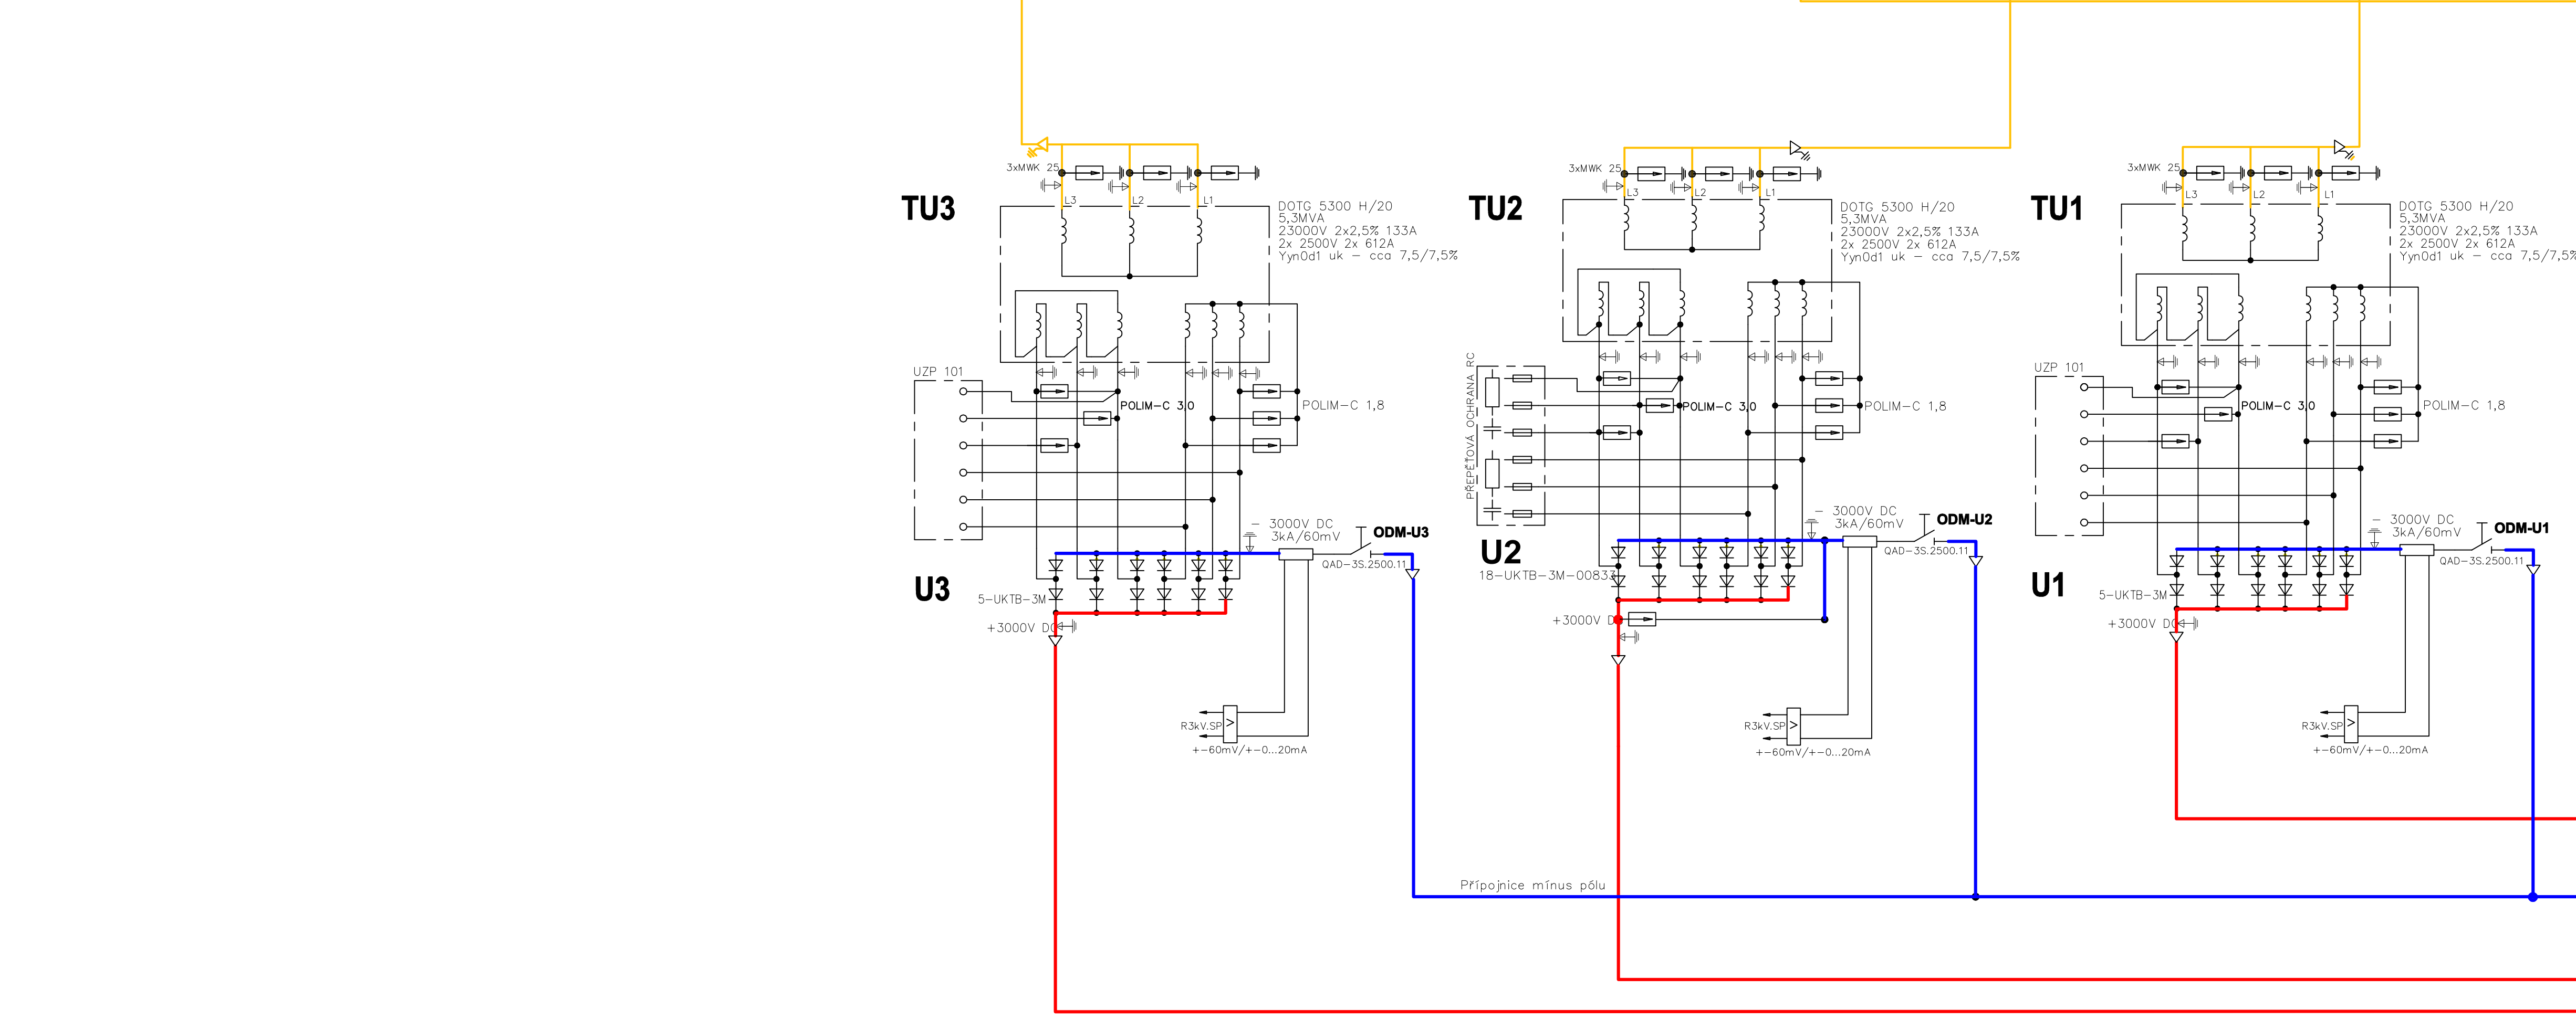 3xMWK 25
L3
L2
L1
TU3
DOTG 5300 H/20
5,3MVA
23000V 2x2,5% 133A
2x 2500V 2x 612A
Yyn0d1 uk – cca 7,5/7,5%
UZP 101
POLIM-C 3,0
POLIM-C 1,8
– 3000V DC
3kA/60mV
ODM-U3
QAD-3S.2500.11
U3
5-UKTB-3M
+3000V DC
R3kV.SP
>
+-60mV/+-0...20mA
3xMWK 25
L3
L2
L1
TU2
DOTG 5300 H/20
5,3MVA
23000V 2x2,5% 133A
2x 2500V 2x 612A
Yyn0d1 uk – cca 7,5/7,5%
PŘEPĚŤOVÁ OCHRANA RC
POLIM-C 3,0
POLIM-C 1,8
– 3000V DC
3kA/60mV
ODM-U2
QAD-3S.2500.11
U2
18-UKTB-3M-00833
+3000V D
R3kV.SP
>
+-60mV/+-0...20mA
3xMWK 25
L3
L2
L1
TU1
DOTG 5300 H/20
5,3MVA
23000V 2x2,5% 133A
2x 2500V 2x 612A
Yyn0d1 uk – cca 7,5/7,5%
UZP 101
POLIM-C 3,0
POLIM-C 1,8
– 3000V DC
3kA/60mV
ODM-U1
QAD-3S.2500.11
U1
5-UKTB-3M
+3000V DC
R3kV.SP
>
+-60mV/+-0...20mA
Přípojnice mínus pólu